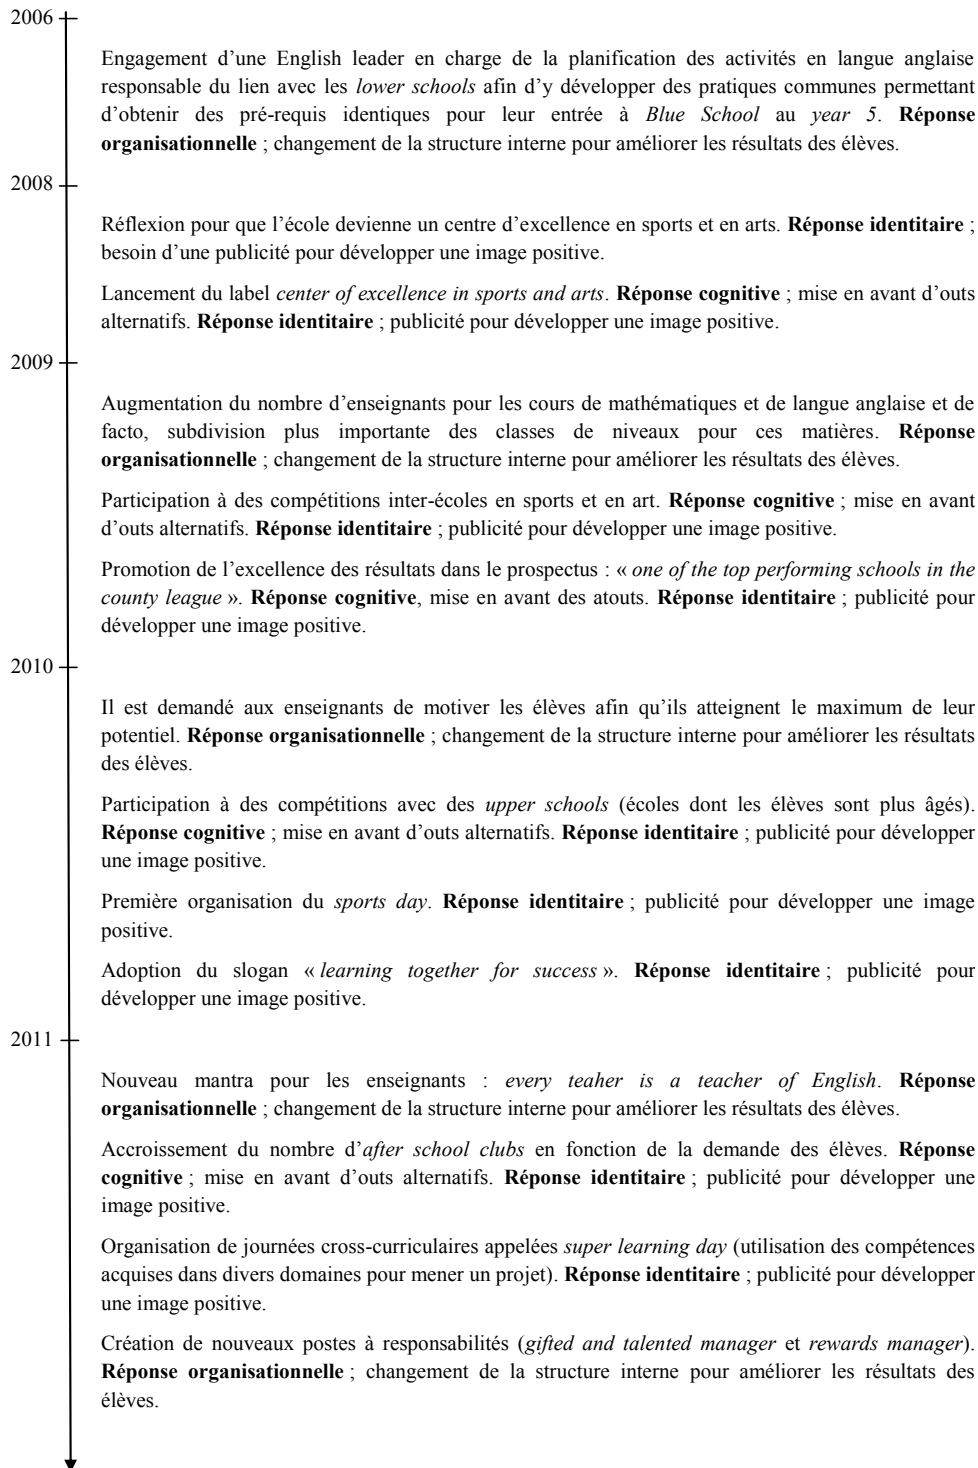 2006
Engagement d’une English leader en charge de la planification des activités en langue anglaise
responsable du lien avec les lower schools afin d’y développer des pratiques communes permettant
d’obtenir des pré-requis identiques pour leur entrée à Blue School au year 5. Réponse
organisationnelle ; changement de la structure interne pour améliorer les résultats des élèves.
2008
Réflexion pour que l’école devienne un centre d’excellence en sports et en arts. Réponse identitaire ;
besoin d’une publicité pour développer une image positive.
Lancement du label center of excellence in sports and arts. Réponse cognitive ; mise en avant d’outs
alternatifs. Réponse identitaire ; publicité pour développer une image positive.
2009
Augmentation du nombre d’enseignants pour les cours de mathématiques et de langue anglaise et de
facto, subdivision plus importante des classes de niveaux pour ces matières. Réponse
organisationnelle ; changement de la structure interne pour améliorer les résultats des élèves.
Participation à des compétitions inter-écoles en sports et en art. Réponse cognitive ; mise en avant
d’outs alternatifs. Réponse identitaire ; publicité pour développer une image positive.
Promotion de l’excellence des résultats dans le prospectus : « one of the top performing schools in the
county league ». Réponse cognitive, mise en avant des atouts. Réponse identitaire ; publicité pour
développer une image positive.
2010
Il est demandé aux enseignants de motiver les élèves afin qu’ils atteignent le maximum de leur
potentiel. Réponse organisationnelle ; changement de la structure interne pour améliorer les résultats
des élèves.
Participation à des compétitions avec des upper schools (écoles dont les élèves sont plus âgés).
Réponse cognitive ; mise en avant d’outs alternatifs. Réponse identitaire ; publicité pour développer
une image positive.
Première organisation du sports day. Réponse identitaire ; publicité pour développer une image
positive.
Adoption du slogan « learning together for success ». Réponse identitaire ; publicité pour
développer une image positive.
2011
Nouveau mantra pour les enseignants : every teaher is a teacher of English. Réponse
organisationnelle ; changement de la structure interne pour améliorer les résultats des élèves.
Accroissement du nombre d’after school clubs en fonction de la demande des élèves. Réponse
cognitive ; mise en avant d’outs alternatifs. Réponse identitaire ; publicité pour développer une
image positive.
Organisation de journées cross-curriculaires appelées super learning day (utilisation des compétences
acquises dans divers domaines pour mener un projet). Réponse identitaire ; publicité pour développer
une image positive.
Création de nouveaux postes à responsabilités (gifted and talented manager et rewards manager).
Réponse organisationnelle ; changement de la structure interne pour améliorer les résultats des
élèves.